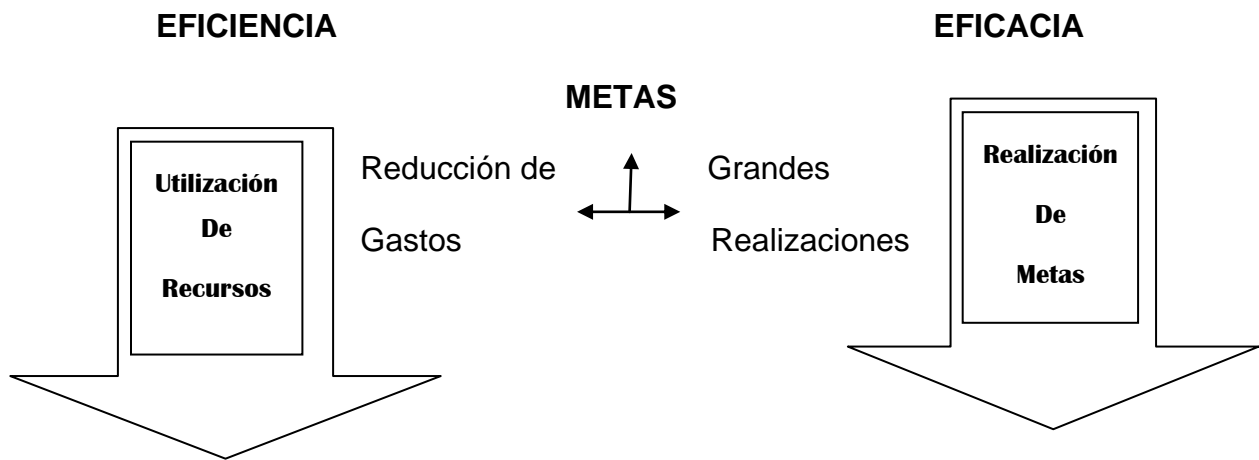 EFICIENCIA
EFICACIA
METAS
Utilización
De
Recursos
Reducción de
Gastos
Grandes
Realizaciones
Realización
De
Metas